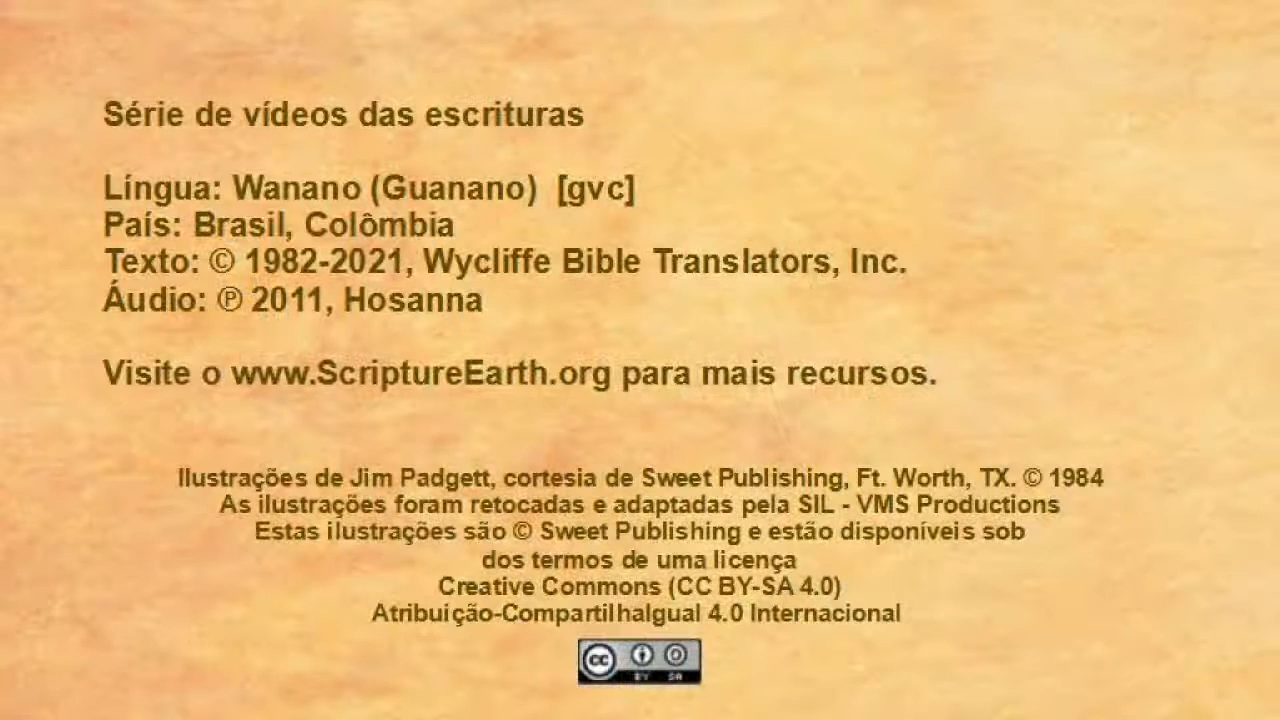 Série de vídeos das escrituras
Língua: Wanano (Guanano) [gvc]
País: Brasil, Colômbia
Texto: © 1982-2021, Wycliffe Bible Translators, Inc.
Áudio: ℗ 2011, Hosanna
Visite o www.ScriptureEarth.org para mais recursos.
Ilustrações de Jim Padgett, cortesia de Sweet Publishing, Ft. Worth, TX. © 1984
As ilustrações foram retocadas e adaptadas pela SIL - VMS Productions
Estas ilustrações são © Sweet Publishing e estão disponíveis sob
dos termos de uma licença
Creative Commons (CC BY-SA 4.0)
Atribuição-CompartilhaIgual 4.0 Internacional
cc BY SA